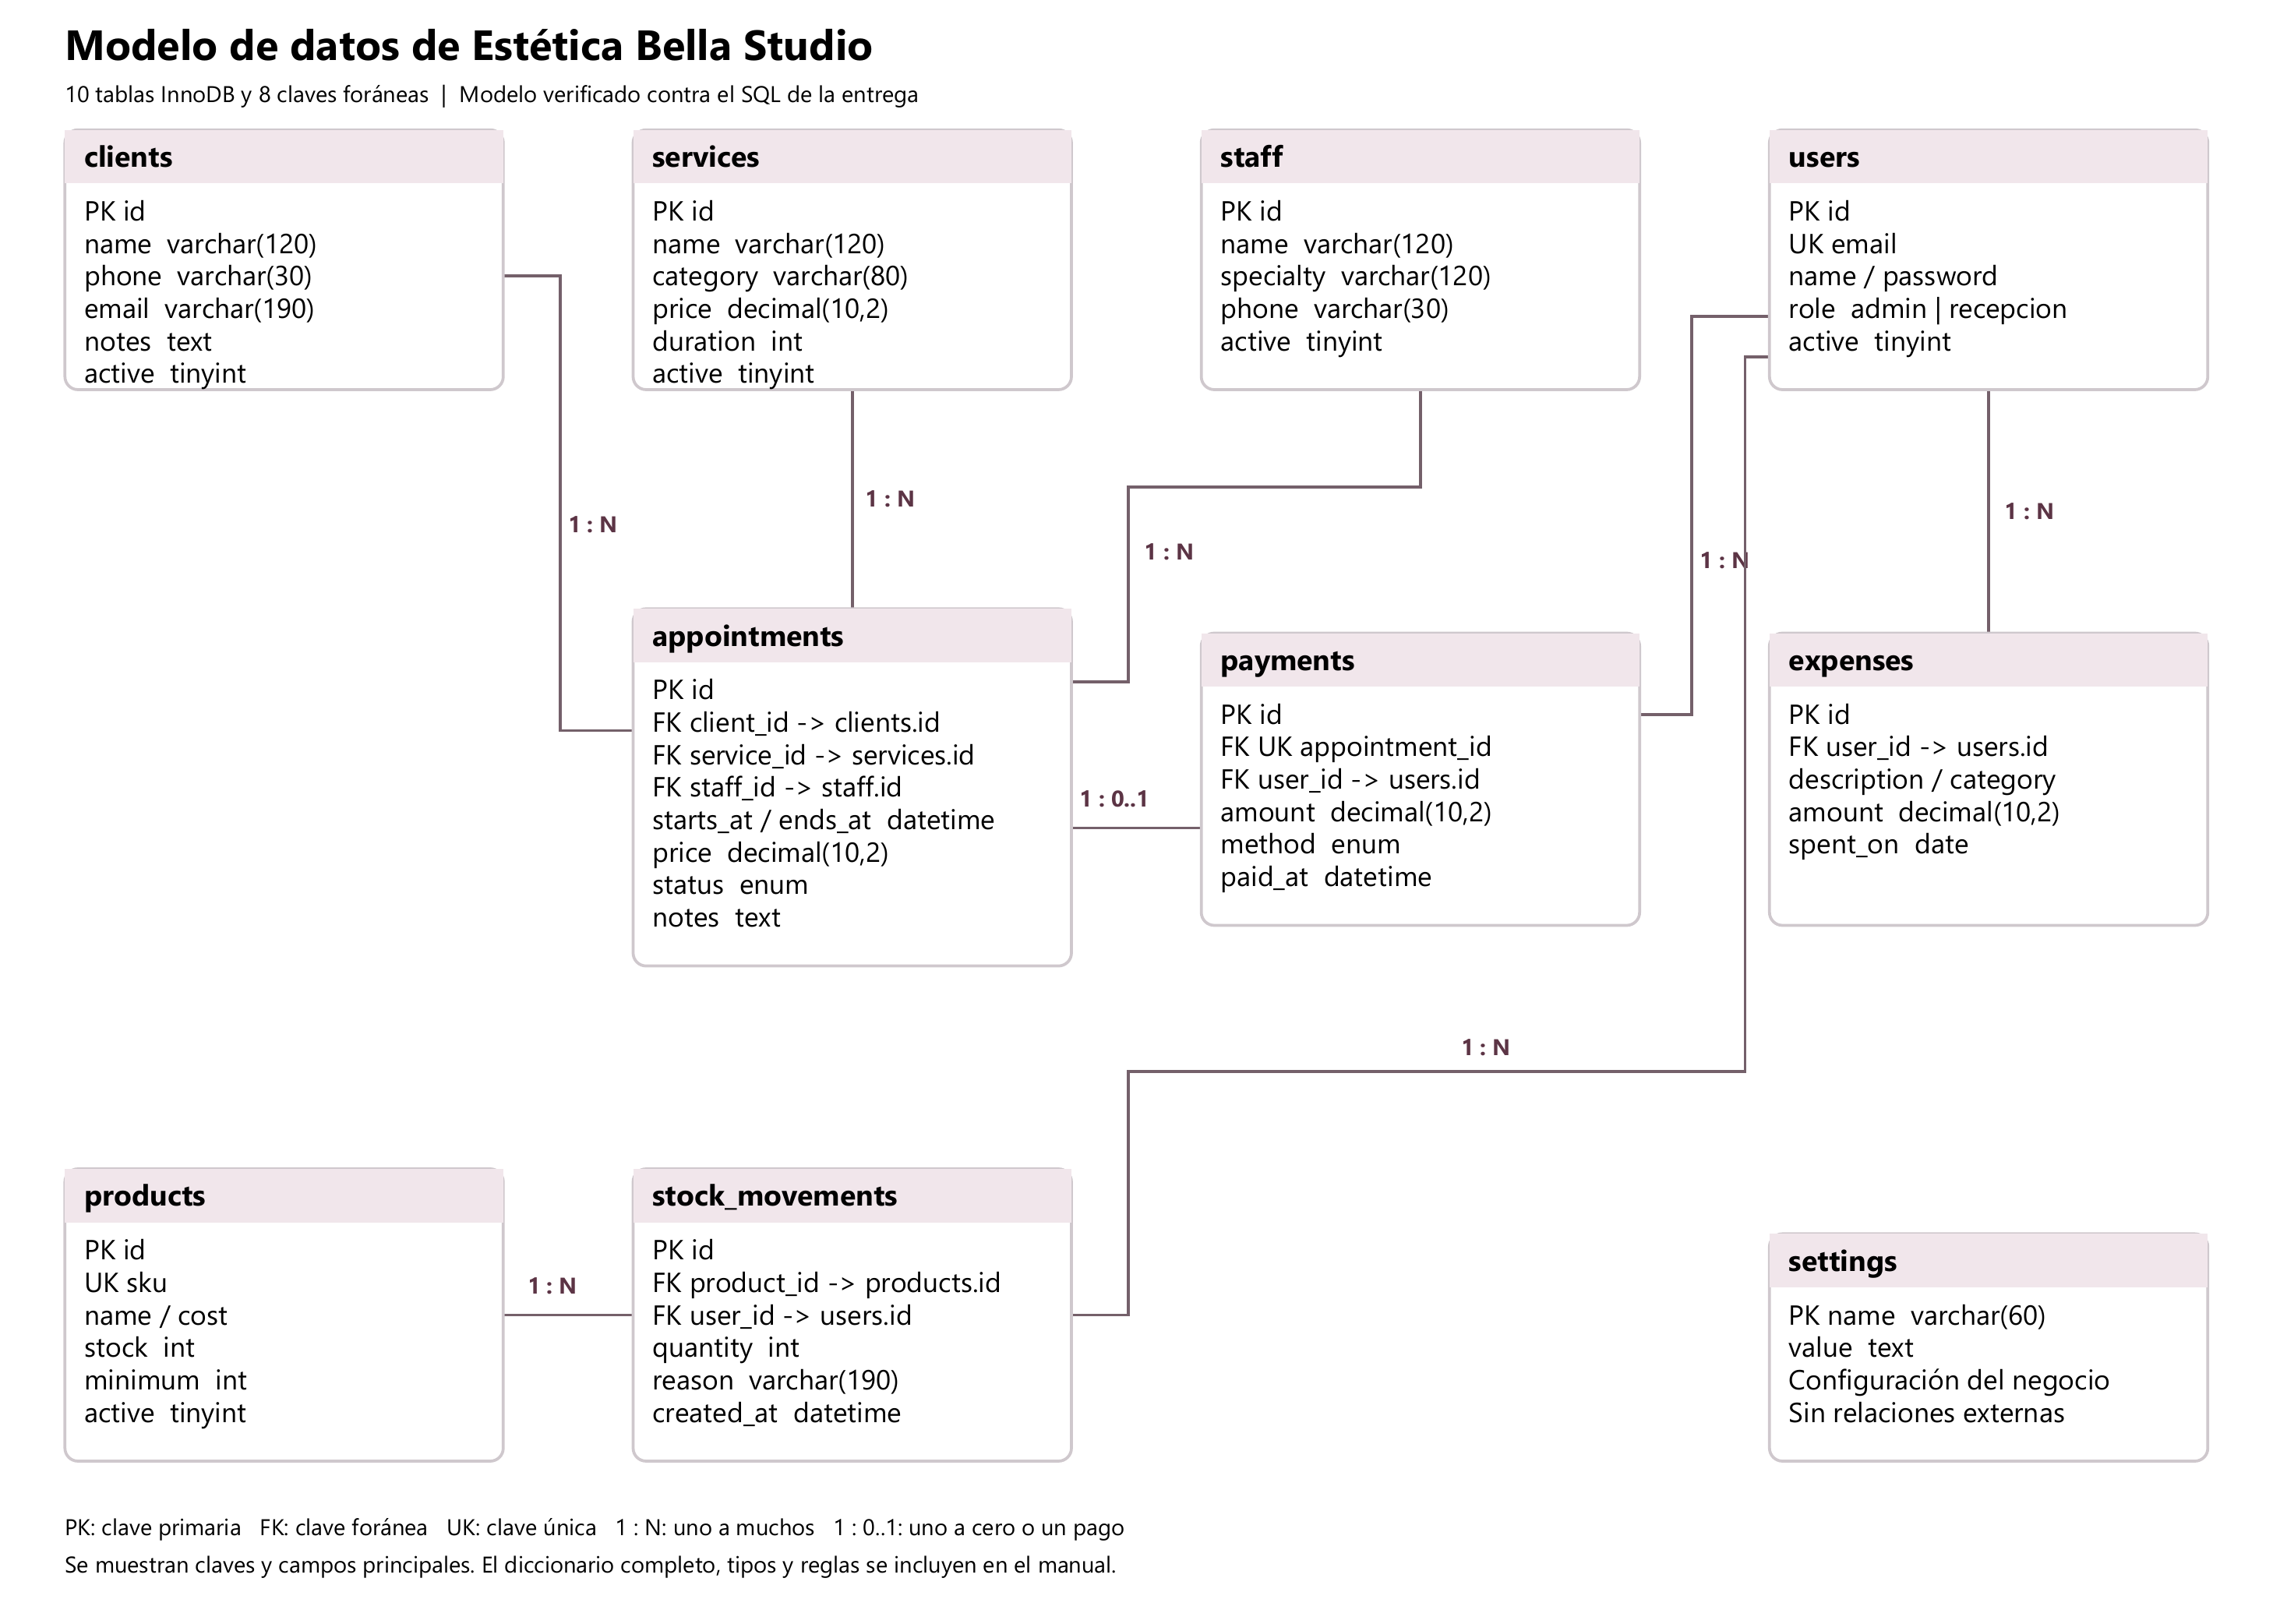 Modelo de datos de Estética Bella Studio
10 tablas InnoDB y 8 claves foráneas | Modelo verificado contra el SQL de la entrega
clients
PK id
name varchar(120)
phone varchar(30)
email varchar(190)
notes text
active tinyint
services
PK id
name varchar(120)
category varchar(80)
price decimal(10,2)
duration int
active tinyint
staff
PK id
name varchar(120)
specialty varchar(120)
phone varchar(30)
active tinyint
users
PK id
UK email
name / password
role admin | recepcion
active tinyint
1 : N
1 : N
1 : N
1 : N
1 : N
appointments
PK id
FK client_id -> clients.id
FK service_id -> services.id
FK staff_id -> staff.id
starts_at / ends_at datetime
price decimal(10,2)
status enum
notes text
1 : 0..1
payments
PK id
FK UK appointment_id
FK user_id -> users.id
amount decimal(10,2)
method enum
paid_at datetime
expenses
PK id
FK user_id -> users.id
description / category
amount decimal(10,2)
spent_on date
1 : N
products
PK id
UK sku
name / cost
stock int
minimum int
active tinyint
1 : N
stock_movements
PK id
FK product_id -> products.id
FK user_id -> users.id
quantity int
reason varchar(190)
created_at datetime
settings
PK name varchar(60)
value text
Configuración del negocio
Sin relaciones externas
PK: clave primaria FK: clave foránea UK: clave única 1 : N: uno a muchos 1 : 0..1: uno a cero o un pago
Se muestran claves y campos principales. El diccionario completo, tipos y reglas se incluyen en el manual.